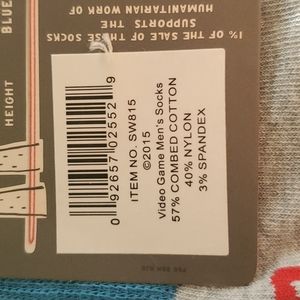 BLUE
HEIGHT
1% OF THE SALE OF THESE SOCKS
SUPPORTS THE
HUMANITARIAN WORK OF
0 92657 02552 9
ITEM NO. SW815
©2015
Video Game Men's Socks
57% COMBED COTTON
40% NYLON
3% SPANDEX